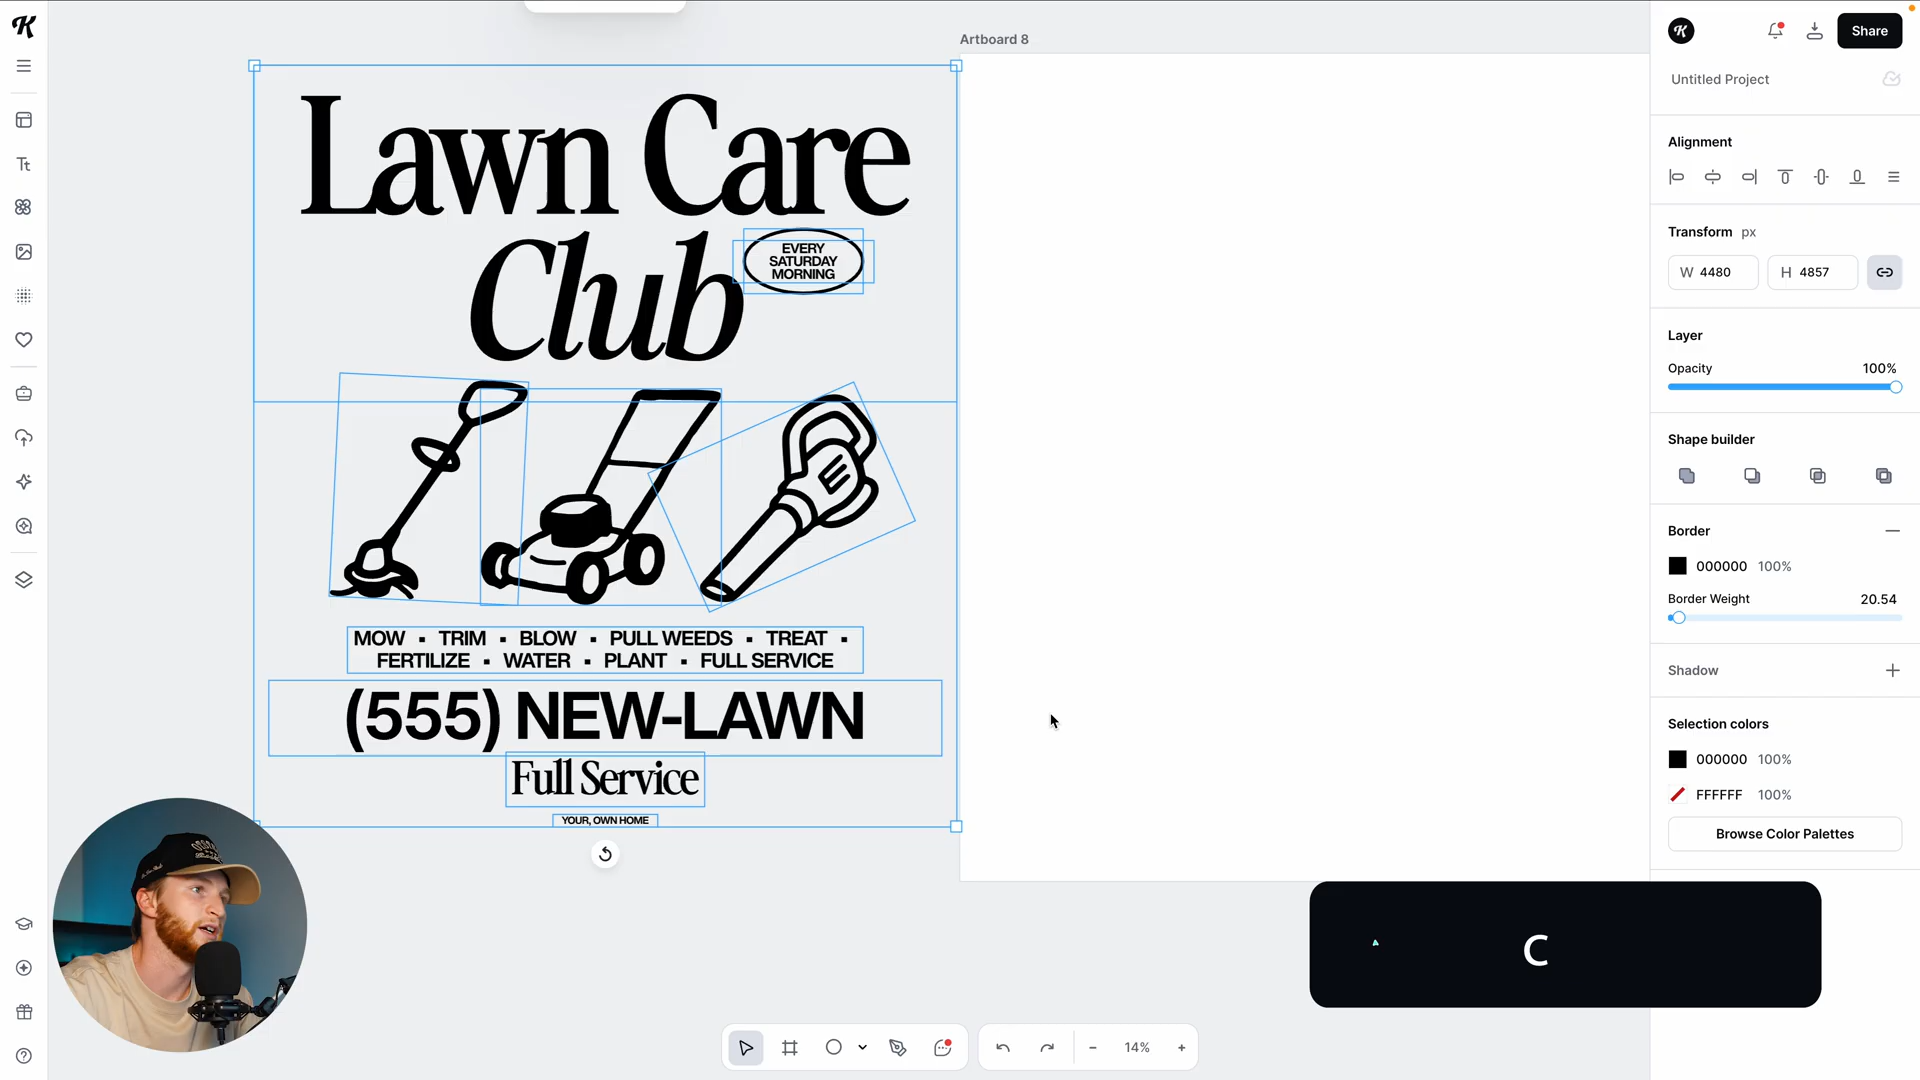 Artboard 8
Share
Untitled Project
Lawn Care
Club
EVERY
SATURDAY
MORNING
MOW ▪ TRIM ▪ BLOW ▪ PULL WEEDS ▪ TREAT ▪
FERTILIZE ▪ WATER ▪ PLANT ▪ FULL SERVICE
(555) NEW-LAWN
Full Service
YOUR, OWN HOME
Alignment
Transform px
W 4480 H 4857
Layer
Opacity 100%
Shape builder
Border
000000 100%
Border Weight 20.54
Shadow
Selection colors
000000 100%
FFFFFF 100%
Browse Color Palettes
C
14%